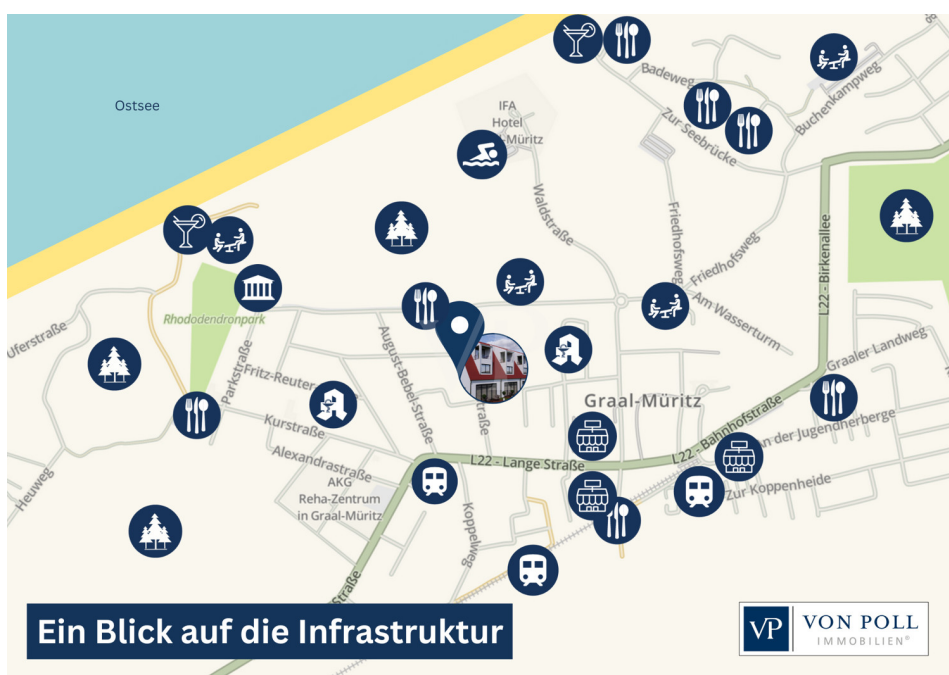 Ostsee
IFA
Hotel
-Müritz
Badeweg
Buchenkampweg
Zur Seebrücke
Waldstraße
Friedhofsweg
Friedhofsweg
Am Wasserturm
L22 - Birkenallee
Graaler Landweg
Rhododendronpark
Uferstraße
Parkstraße
Fritz-Reuter
Kurstraße
Alexandrastraße
August-Bebel-Straße
straße
Graal-Müritz
L22 - Bahnhofstraße
An der Jugendherberge
L22 - Lange Straße
Zur Koppenheide
AKG
Reha-Zentrum
in Graal-Müritz
Heuweg
Koppelweg
Straße
Ein Blick auf die Infrastruktur
VP VON POLL
IMMOBILIEN®